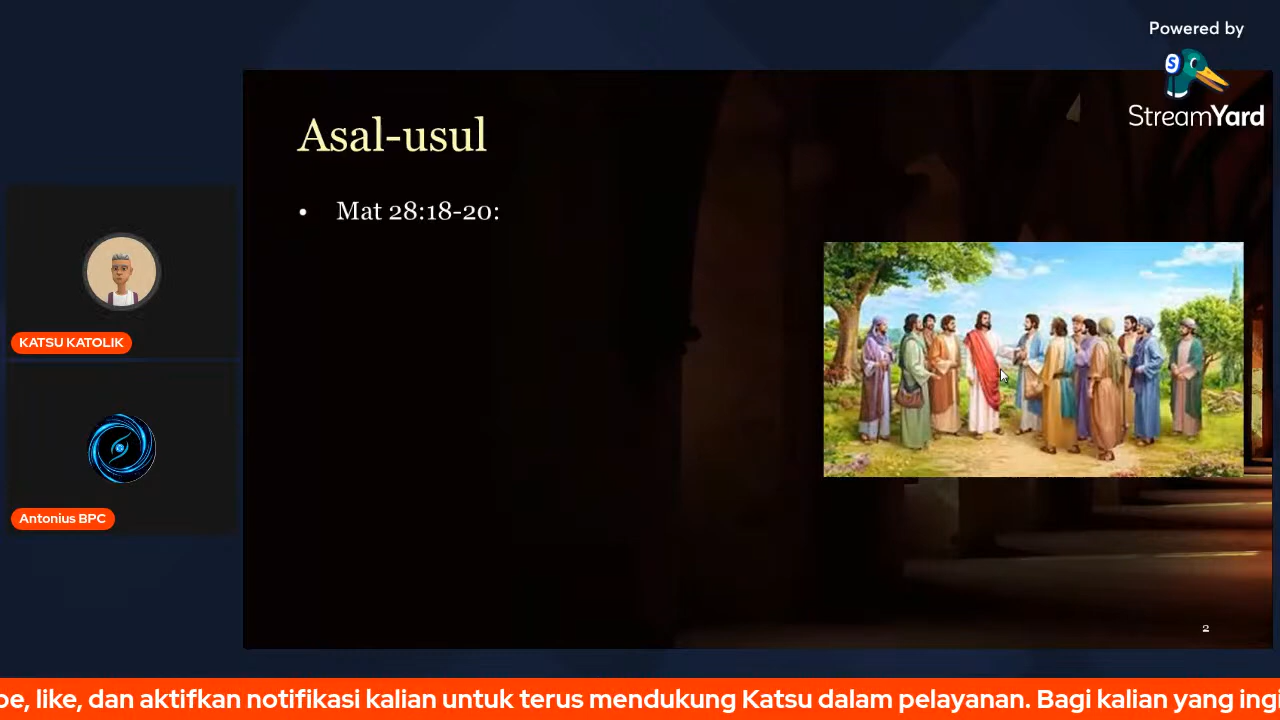 Powered by
StreamYard
Asal-usul
• Mat 28:18-20:
KATSU KATOLIK
Antonius BPC
2
like, dan aktifkan notifikasi kalian untuk terus mendukung Katsu dalam pelayanan. Bagi kalian yang